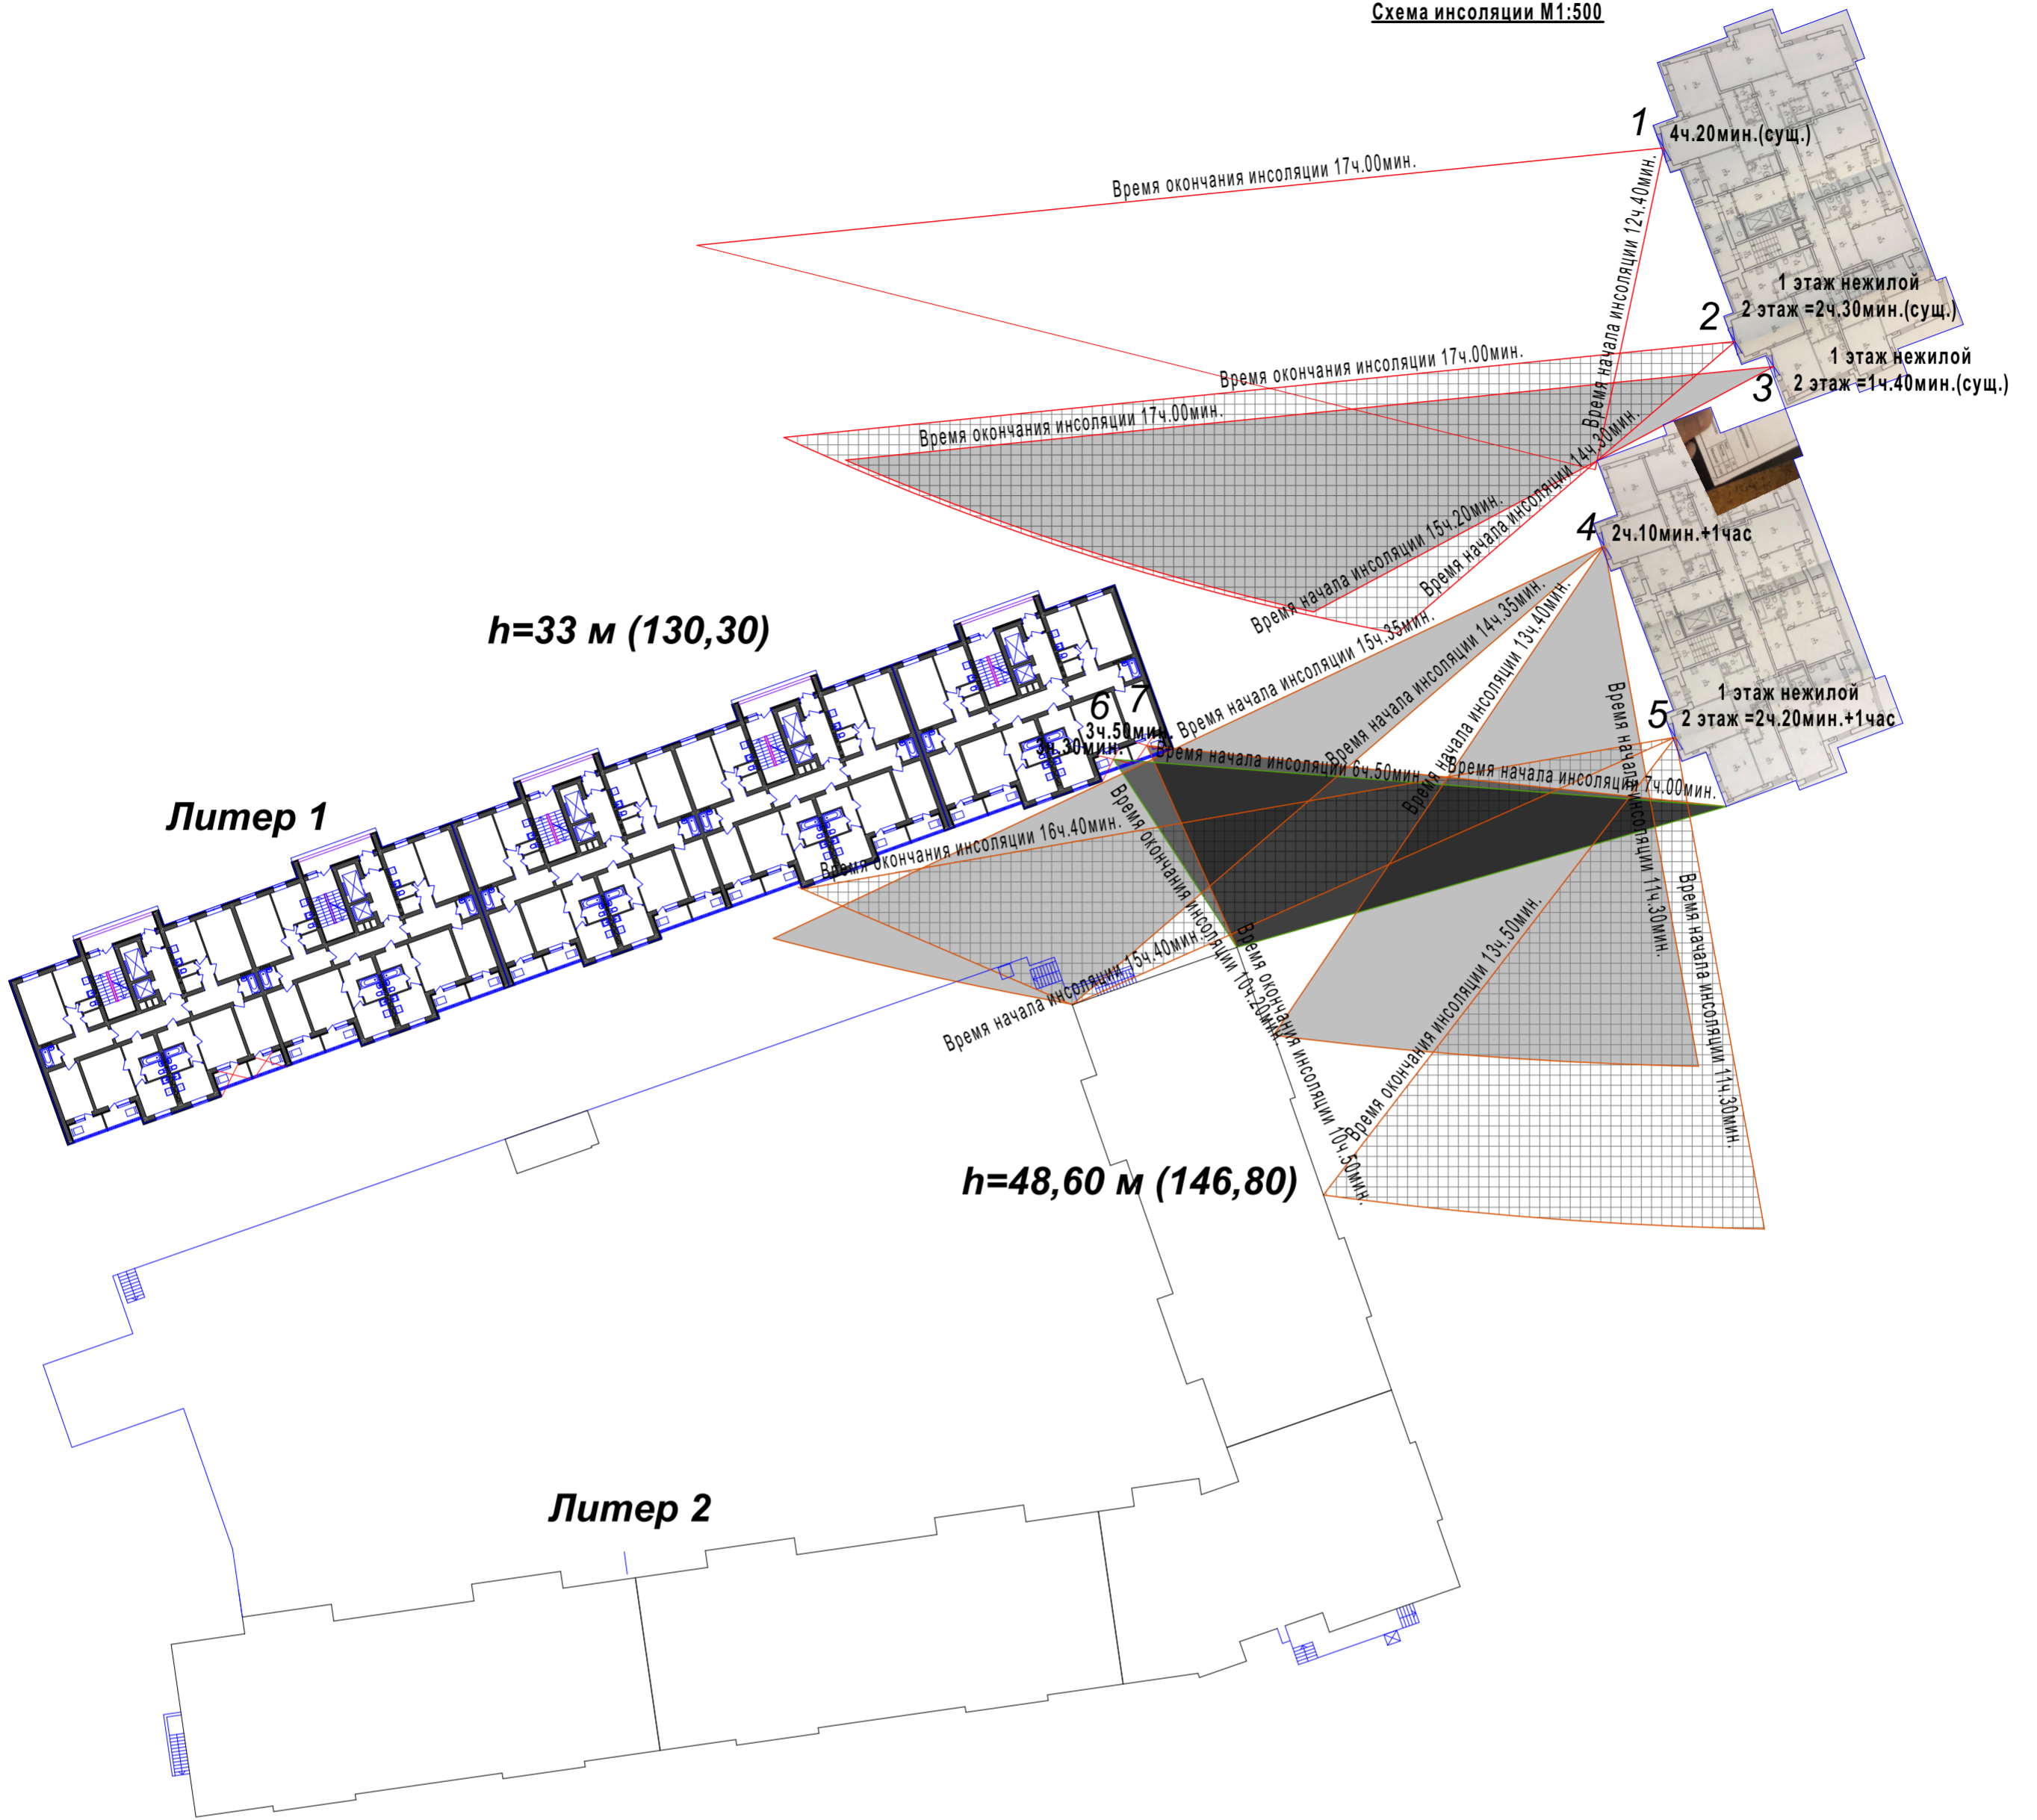 Схема инсоляции М1:500
1
4ч.20мин.(сущ.)
Время окончания инсоляции 17ч.00мин.
Время начала инсоляции 12ч.40мин.
1 этаж нежилой
2 этаж =2ч.30мин.(сущ.)
2
Время окончания инсоляции 17ч.00мин.
1 этаж нежилой
2 этаж =1ч.40мин.(сущ.)
3
Время окончания инсоляции 17ч.00мин.
Время начала инсоляции 14ч.30мин.
Время начала инсоляции 15ч.20мин.
4
2ч.10мин.+1час
Время начала инсоляции 15ч.35мин.
Время начала инсоляции 14ч.35мин.
Время начала инсоляции 13ч.40мин.
Время начала инсоляции 11ч.30мин.
h=33 м (130,30)
1 этаж нежилой
2 этаж =2ч.20мин.+1час
5
6
7
3ч.50мин.
3ч.30мин.
Время начала инсоляции 6ч.50мин.
Время начала инсоляции 7ч.00мин.
Литер 1
Время окончания инсоляции 16ч.40мин.
Время окончания инсоляции 10ч.20мин.
Время окончания инсоляции 10ч.50мин.
Время начала инсоляции 15ч.40мин.
Время окончания инсоляции 13ч.50мин.
Время начала инсоляции 11ч.30мин.
h=48,60 м (146,80)
Литер 2